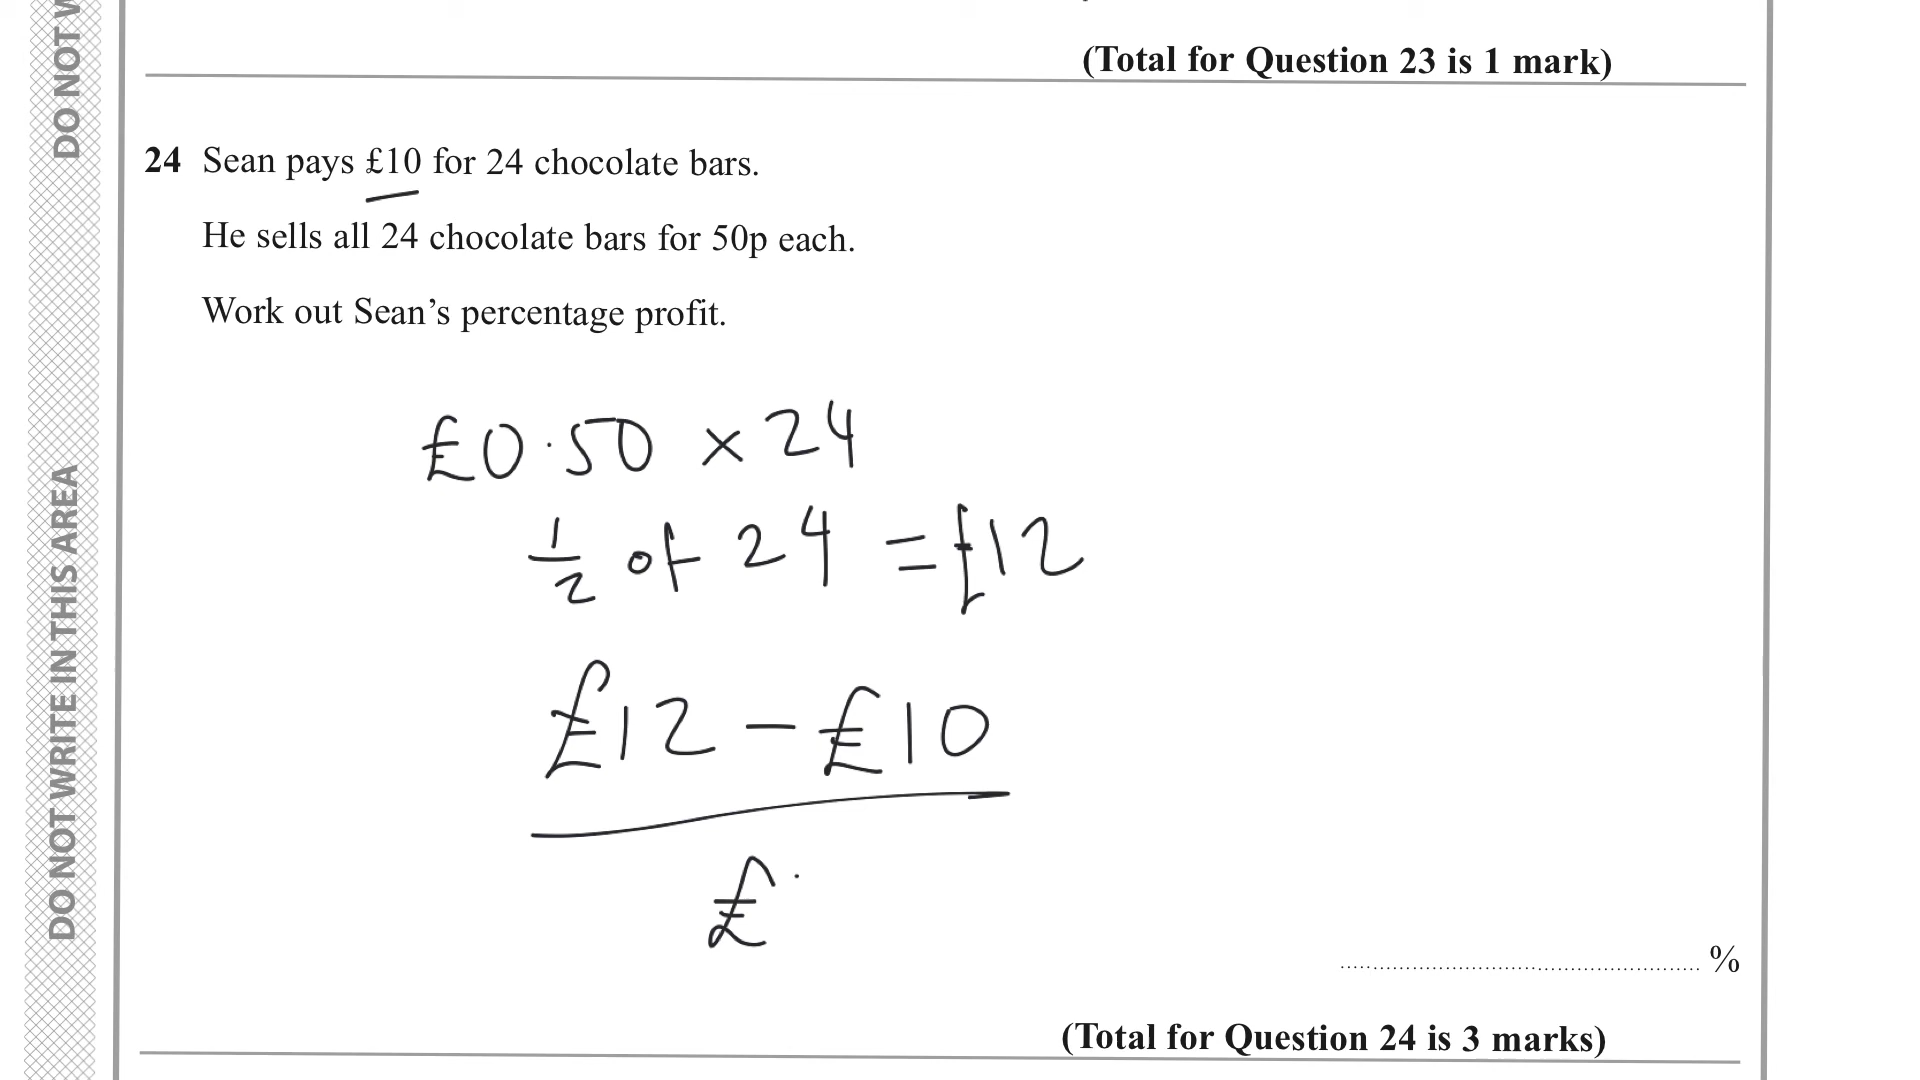 (Total for Question 23 is 1 mark)
24 Sean pays £10 for 24 chocolate bars.
He sells all 24 chocolate bars for 50p each.
Work out Sean’s percentage profit.
£0·50 × 24
1/2 of 24 = £12
£12 - £10
£
%
(Total for Question 24 is 3 marks)
DO NOT WRITE IN THIS AREA
DO NOT W